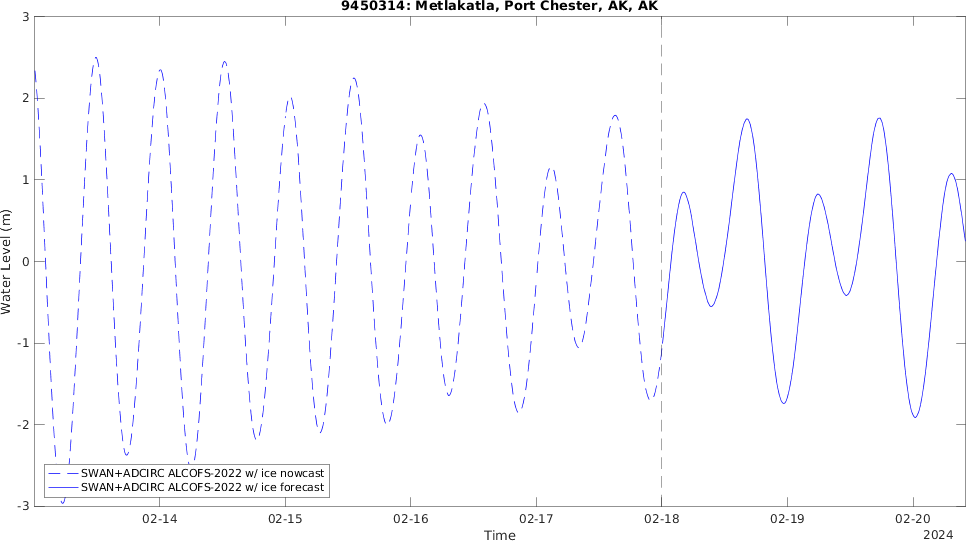 9450314: Metlakatla, Port Chester, AK, AK
3
2
1
0
-1
-2
-3
Water Level (m)
SWAN+ADCIRC ALCOFS-2022 w/ ice nowcast
SWAN+ADCIRC ALCOFS-2022 w/ ice forecast
02-14 02-15 02-16 02-17 02-18 02-19 02-20
Time
2024